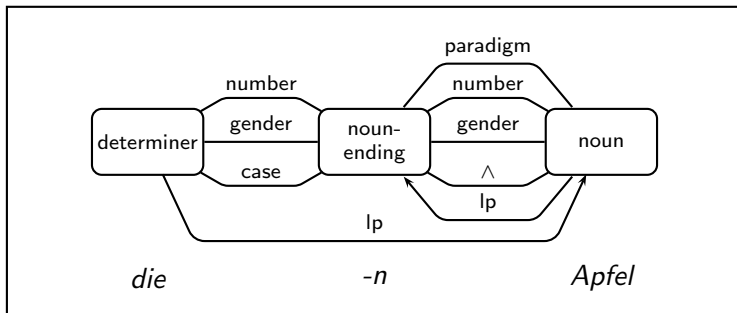 paradigm
number number
gender gender
determiner noun-
ending noun
case ∧
lp
lp
die -n Apfel